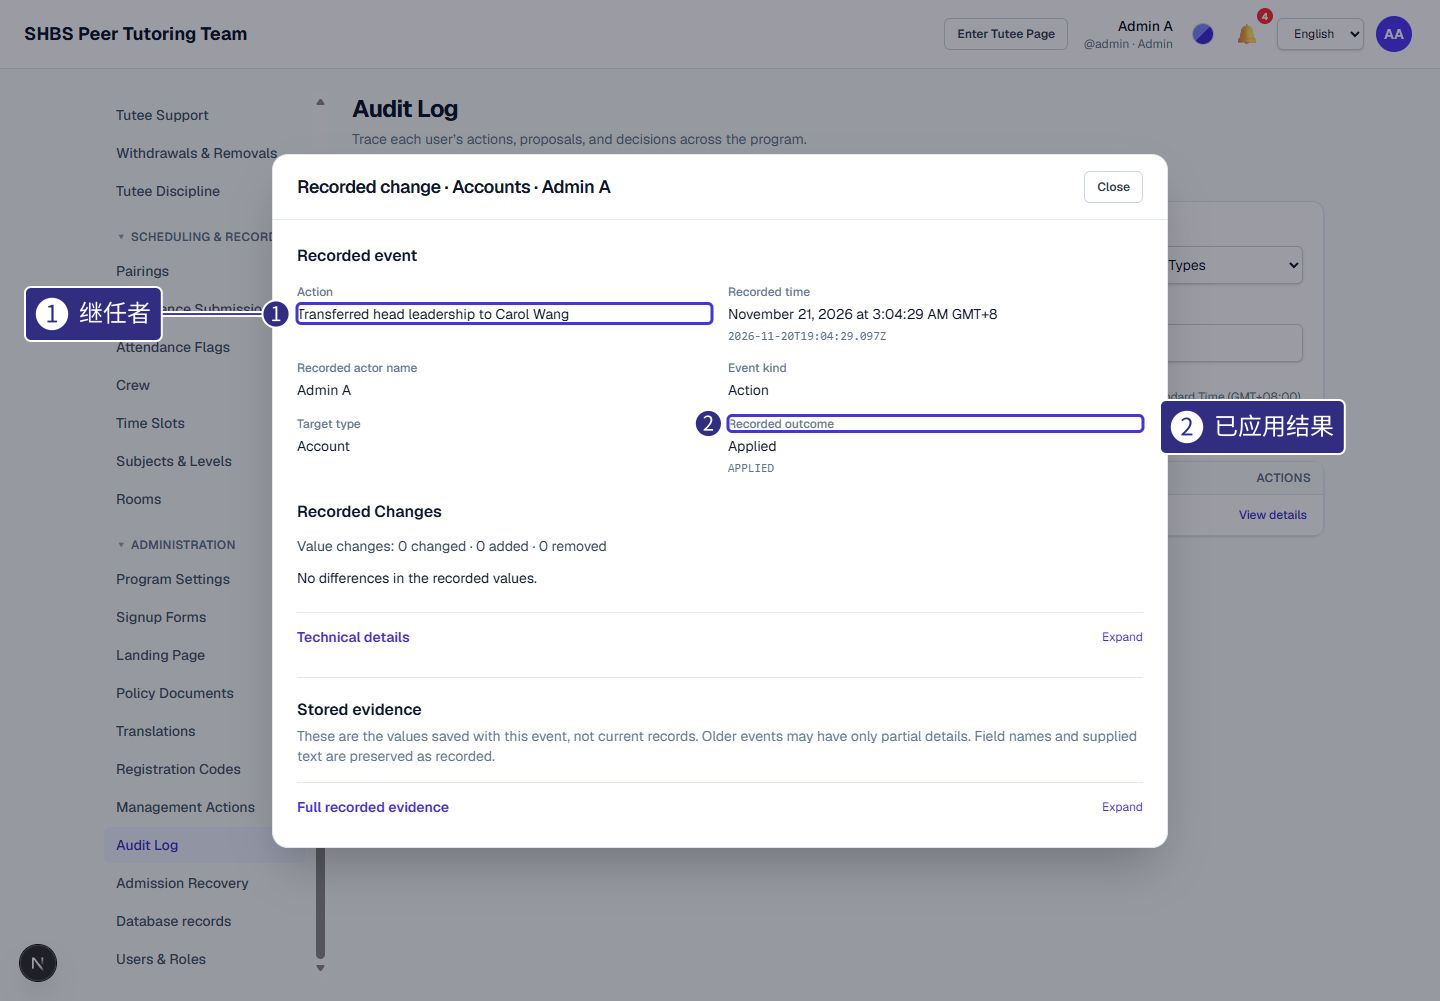 SHBS Peer Tutoring Team
Enter Tutee Page
Admin A
@admin · Admin
4
English
AA
Tutee Support
Withdrawals & Removals
Tutee Discipline
SCHEDULING & RECORD
Pairings
Attendance Flags
Crew
Time Slots
Subjects & Levels
Rooms
ADMINISTRATION
Program Settings
Signup Forms
Landing Page
Policy Documents
Translations
Registration Codes
Management Actions
Audit Log
Admission Recovery
Database records
Users & Roles
N
Audit Log
Trace each user's actions, proposals, and decisions across the program.
Types
ACTIONS
View details
Recorded change · Accounts · Admin A
Close
Recorded event
Action
Transferred head leadership to Carol Wang
Recorded time
November 21, 2026 at 3:04:29 AM GMT+8
2026-11-20T19:04:29.097Z
Recorded actor name
Admin A
Event kind
Action
Target type
Account
Recorded outcome
Applied
APPLIED
Recorded Changes
Value changes: 0 changed · 0 added · 0 removed
No differences in the recorded values.
Technical details
Expand
Stored evidence
These are the values saved with this event, not current records. Older events may have only partial details. Field names and supplied
text are preserved as recorded.
Full recorded evidence
Expand
1 继任者
1
2
2 已应用结果